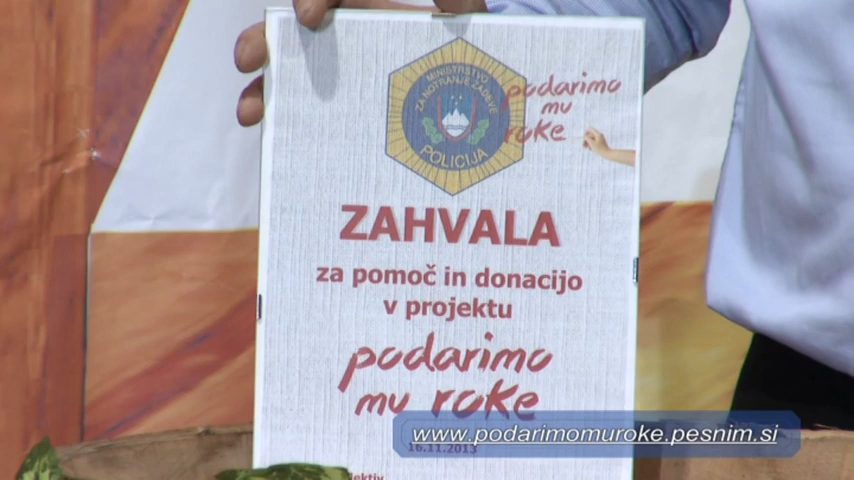 MINISTRSTVO
ZA NOTRANJE ZADEVE
POLICIJA
podarimo
mu
roke
ZAHVALA
za pomoč in donacijo
v projektu
podarimo
mu roke
www.podarimomuroke.pesnim.si
16.11.2013